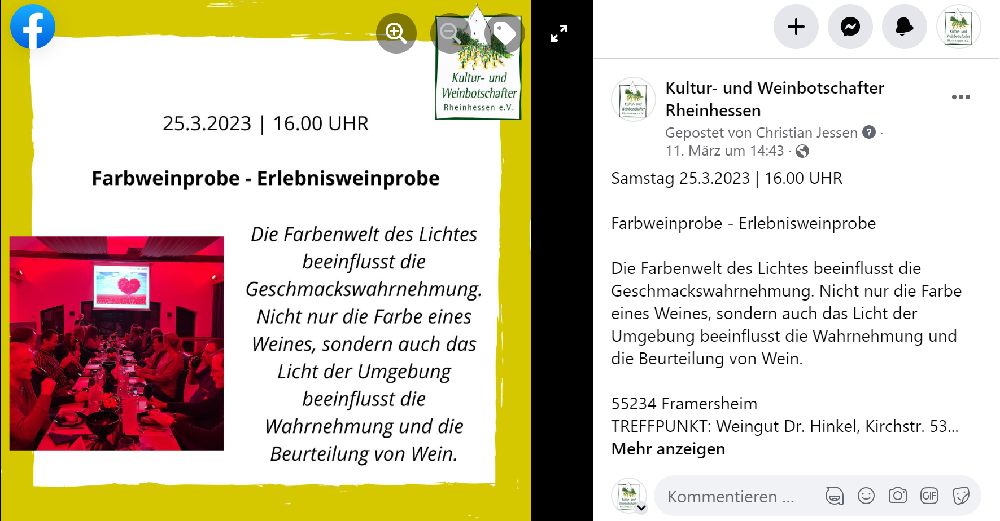 Kultur- und
Weinbotschafter
Rheinhessen e.V.
25.3.2023 | 16.00 UHR
Farbweinprobe - Erlebnisweinprobe
Die Farbenwelt des Lichtes
beeinflusst die
Geschmackswahrnehmung.
Nicht nur die Farbe eines
Weines, sondern auch das
Licht der Umgebung
beeinflusst die
Wahrnehmung und die
Beurteilung von Wein.
Kultur- und Weinbotschafter
Rheinhessen
Gepostet von Christian Jessen ? ·
11. März um 14:43 ·
Samstag 25.3.2023 | 16.00 UHR
Farbweinprobe - Erlebnisweinprobe
Die Farbenwelt des Lichtes beeinflusst die
Geschmackswahrnehmung. Nicht nur die Farbe
eines Weines, sondern auch das Licht der
Umgebung beeinflusst die Wahrnehmung und
die Beurteilung von Wein.
55234 Framersheim
TREFFPUNKT: Weingut Dr. Hinkel, Kirchstr. 53...
Mehr anzeigen
Kommentieren ...
GIF